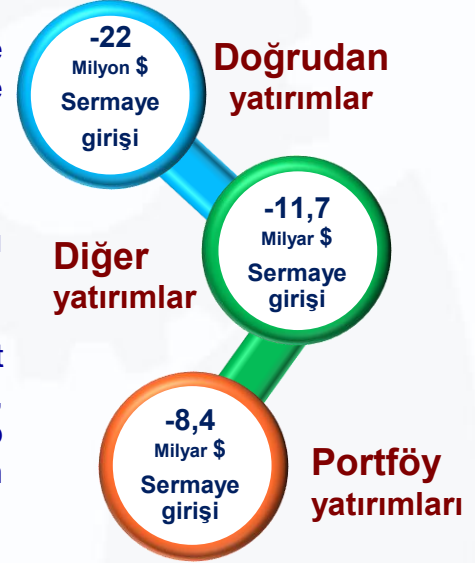 -22
Milyon $
Sermaye
girişi
Doğrudan
yatırımlar
-11,7
Milyar $
Sermaye
girişi
Diğer
yatırımlar
-8,4
Milyar $
Sermaye
girişi
Portföy
yatırımları